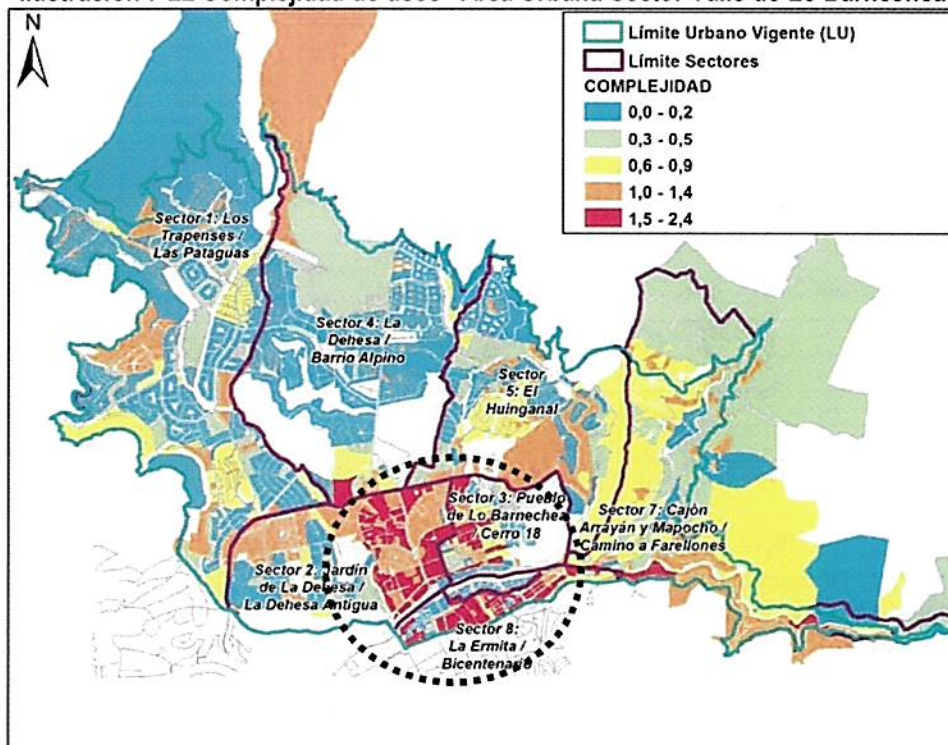 N
Límite Urbano Vigente (LU)
Límite Sectores
COMPLEJIDAD
0,0 - 0,2
0,3 - 0,5
0,6 - 0,9
1,0 - 1,4
1,5 - 2,4
Sector 1: Los
Trapenses /
Las Pataguas
Sector 4: La
Dehesa /
Barrio Alpino
Sector
5: El
Huinganal
Sector 3: Pueblo
de Lo Barnechea
Cerro 18
Sector 7: Cajón
Arrayán y Mapocho /
Camino a Farellones
Sector 2: Jardín
de La Dehesa /
La Dehesa Antigua
Sector 8:
La Ermita /
Bicentenario